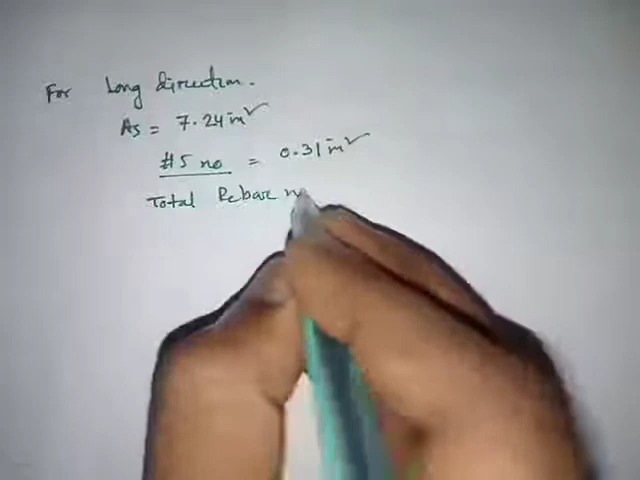 For Long direction.
As = 7.24 in²
#5 no = 0.31 in²
Total Rebar n